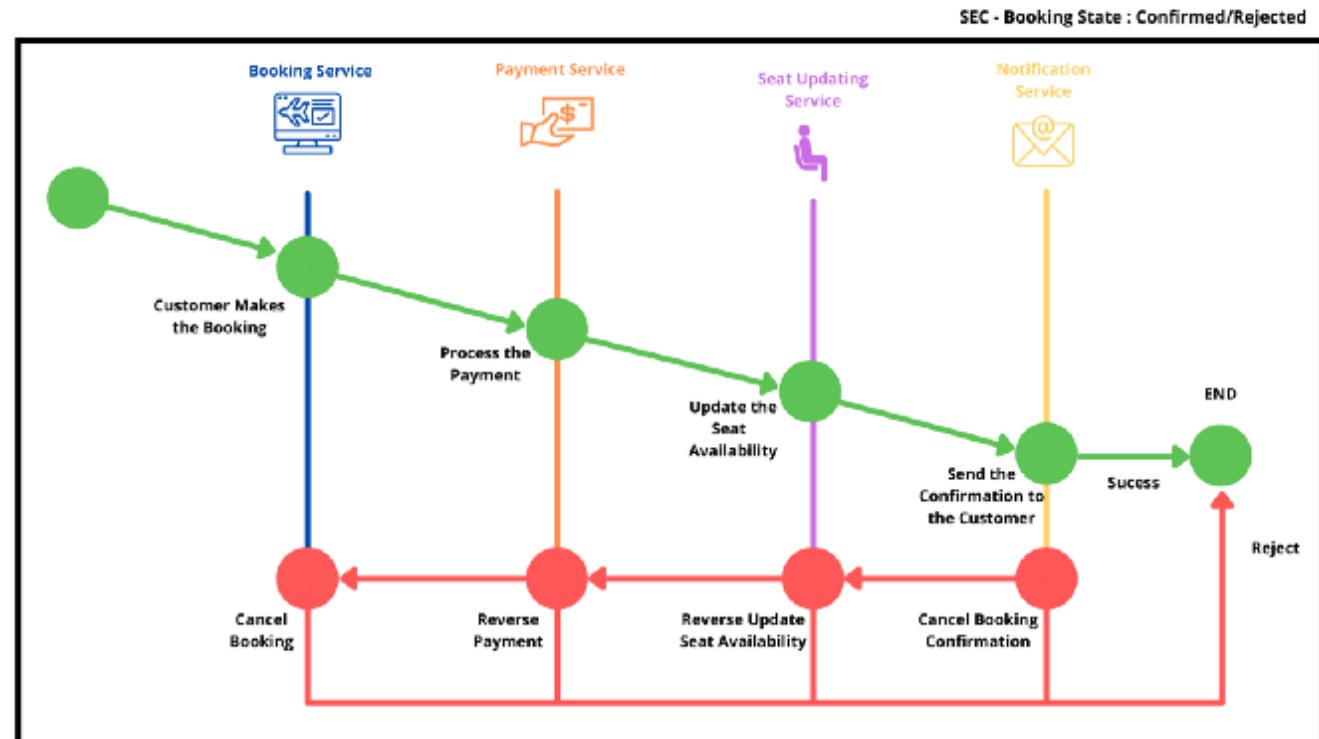 SEC - Booking State : Confirmed/Rejected
Booking Service
Payment Service
Seat Updating
Service
Notification
Service
$
@
Customer Makes
the Booking
Process the
Payment
Update the
Seat
Availability
Send the
Confirmation to
the Customer
END
Sucess
Reject
Cancel
Booking
Reverse
Payment
Reverse Update
Seat Availability
Cancel Booking
Confirmation